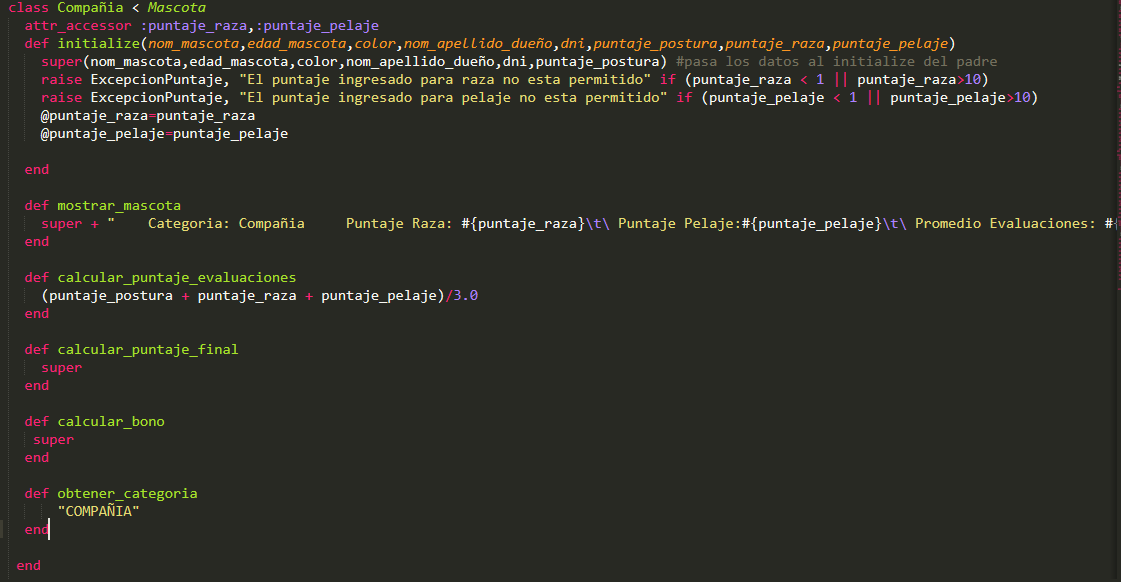 class Compañia < Mascota
attr_accessor :puntaje_raza,:puntaje_pelaje
def initialize(nom_mascota,edad_mascota,color,nom_apellido_dueño,dni,puntaje_postura,puntaje_raza,puntaje_pelaje)
super(nom_mascota,edad_mascota,color,nom_apellido_dueño,dni,puntaje_postura) #pasa los datos al initialize del padre
raise ExcepcionPuntaje, "El puntaje ingresado para raza no esta permitido" if (puntaje_raza < 1 || puntaje_raza>10)
raise ExcepcionPuntaje, "El puntaje ingresado para pelaje no esta permitido" if (puntaje_pelaje < 1 || puntaje_pelaje>10)
@puntaje_raza=puntaje_raza
@puntaje_pelaje=puntaje_pelaje
end
def mostrar_mascota
super + "    Categoria: Compañia     Puntaje Raza: #{puntaje_raza}\t\ Puntaje Pelaje:#{puntaje_pelaje}\t\ Promedio Evaluaciones: #{
end
def calcular_puntaje_evaluaciones
(puntaje_postura + puntaje_raza + puntaje_pelaje)/3.0
end
def calcular_puntaje_final
super
end
def calcular_bono
super
end
def obtener_categoria
"COMPAÑIA"
end
end